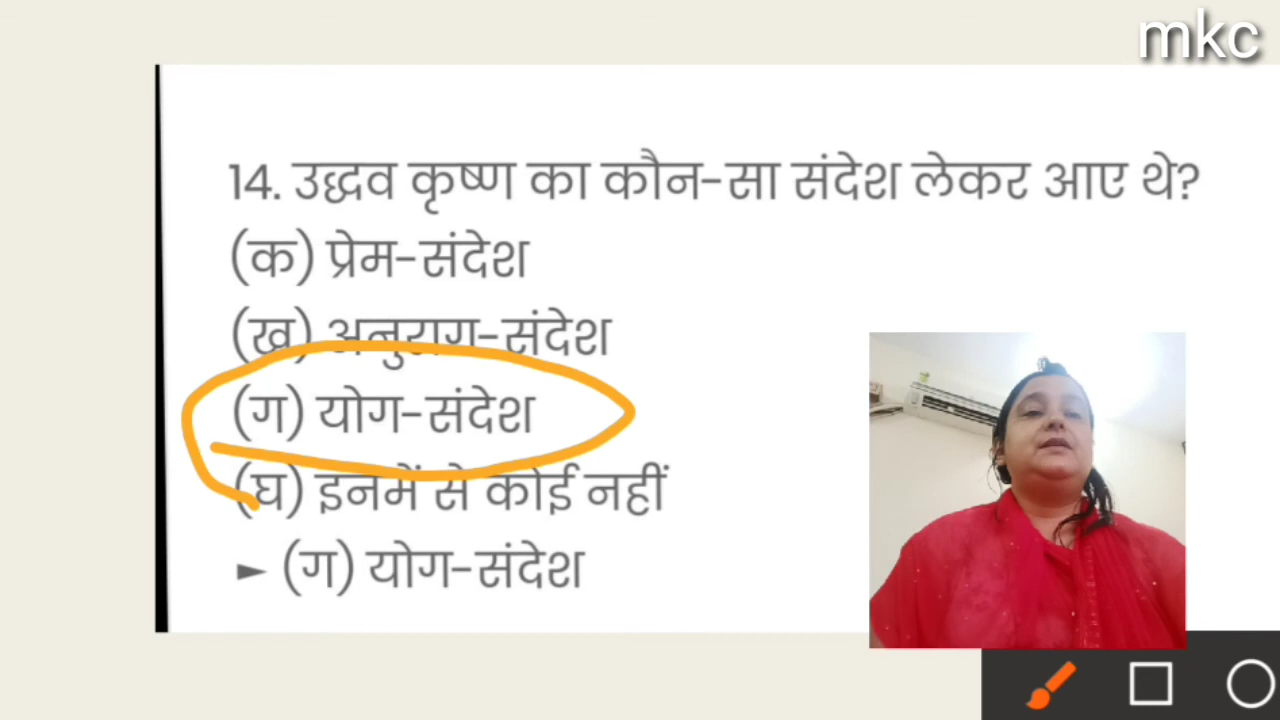 mkc
14. उद्धव कृष्ण का कौन-सा संदेश लेकर आए थे?
(क) प्रेम-संदेश
(ख) अनुराग-संदेश
(ग) योग-संदेश
(घ) इनमें से कोई नहीं
► (ग) योग-संदेश